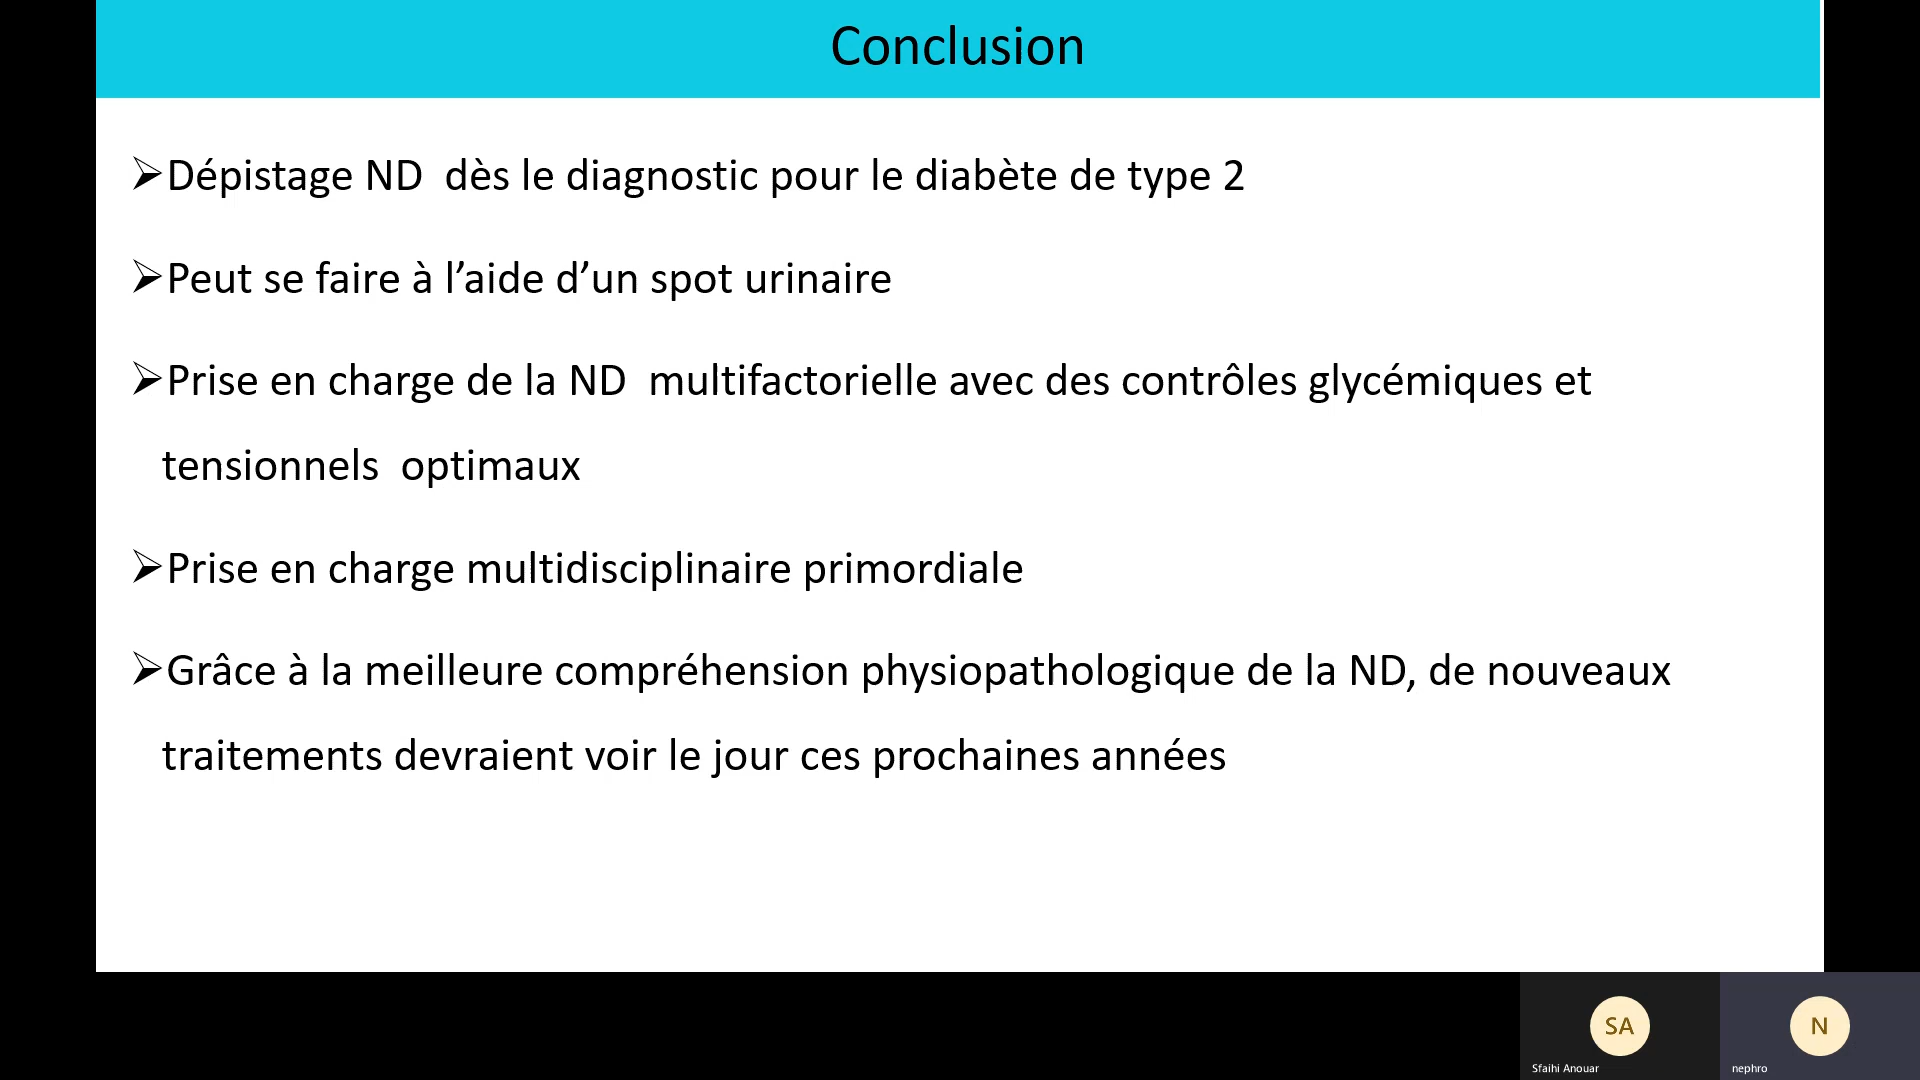 Conclusion
➢Dépistage ND  dès le diagnostic pour le diabète de type 2
➢Peut se faire à l’aide d’un spot urinaire
➢Prise en charge de la ND  multifactorielle avec des contrôles glycémiques et
tensionnels  optimaux
➢Prise en charge multidisciplinaire primordiale
➢Grâce à la meilleure compréhension physiopathologique de la ND, de nouveaux
traitements devraient voir le jour ces prochaines années
SA
Sfaihi Anouar
N
nephro